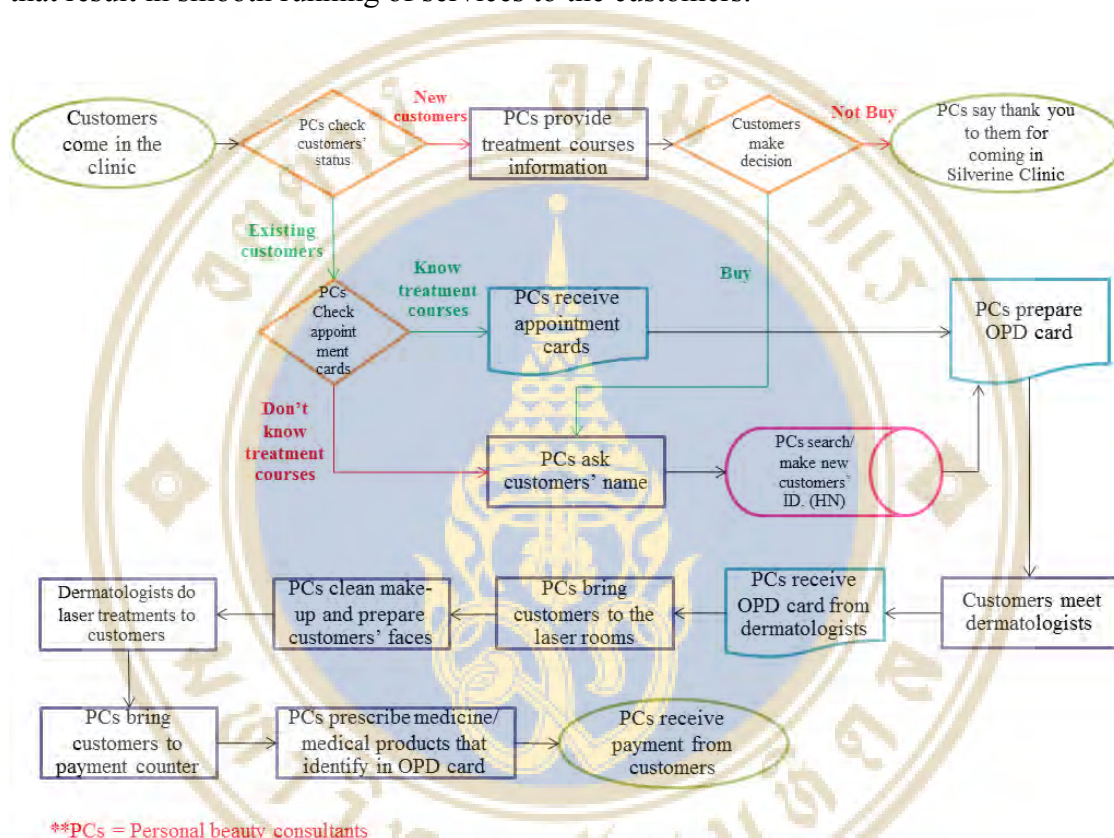 that result in smooth running of services to the customers.
Customers
come in the
clinic
PCs check
customers'
status
New
customers
PCs provide
treatment courses
information
Customers
make
decision
Not Buy
PCs say thank
you to them for
coming in
Silverine Clinic
Existing
customers
Know
treatment
courses
Buy
PCs
Check
appoint
ment
cards
PCs receive
appointment
cards
PCs prepare
OPD card
Don't
know
treatment
courses
PCs ask
customers' name
PCs search/
make new
customers'
ID. (HN)
Dermatologists do
laser treatments to
customers
PCs clean make-
up and prepare
customers' faces
PCs bring
customers to the
laser rooms
PCs receive
OPD card from
dermatologists
Customers meet
dermatologists
PCs bring
customers to
payment counter
PCs prescribe medicine/
medical products that
identify in OPD card
PCs receive
payment from
customers
**PCs = Personal beauty consultants